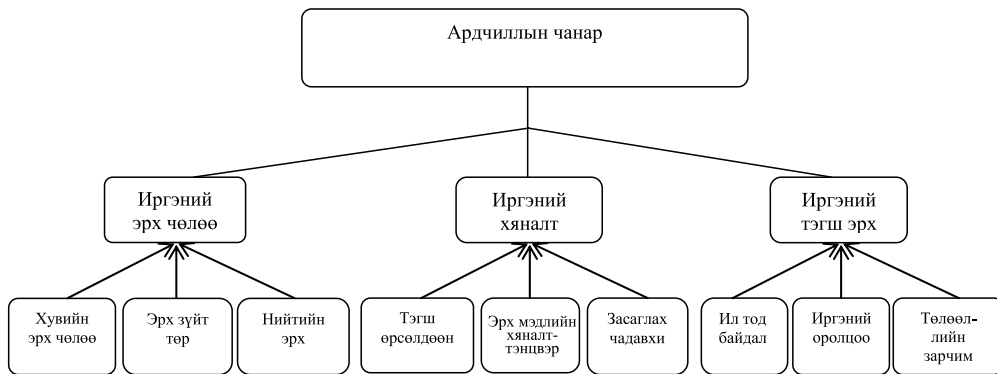 Ардчиллын чанар
Иргэний
эрх чөлөө
Иргэний
хяналт
Иргэний
тэгш эрх
Хувийн
эрх чөлөө
Эрх зүйт
төр
Нийтийн
эрх
Тэгш
өрсөлдөөн
Эрх мэдлийн
хяналт-
тэнцвэр
Засаглах
чадавхи
Ил тод
байдал
Иргэний
оролцоо
Төлөөл-
лийн
зарчим